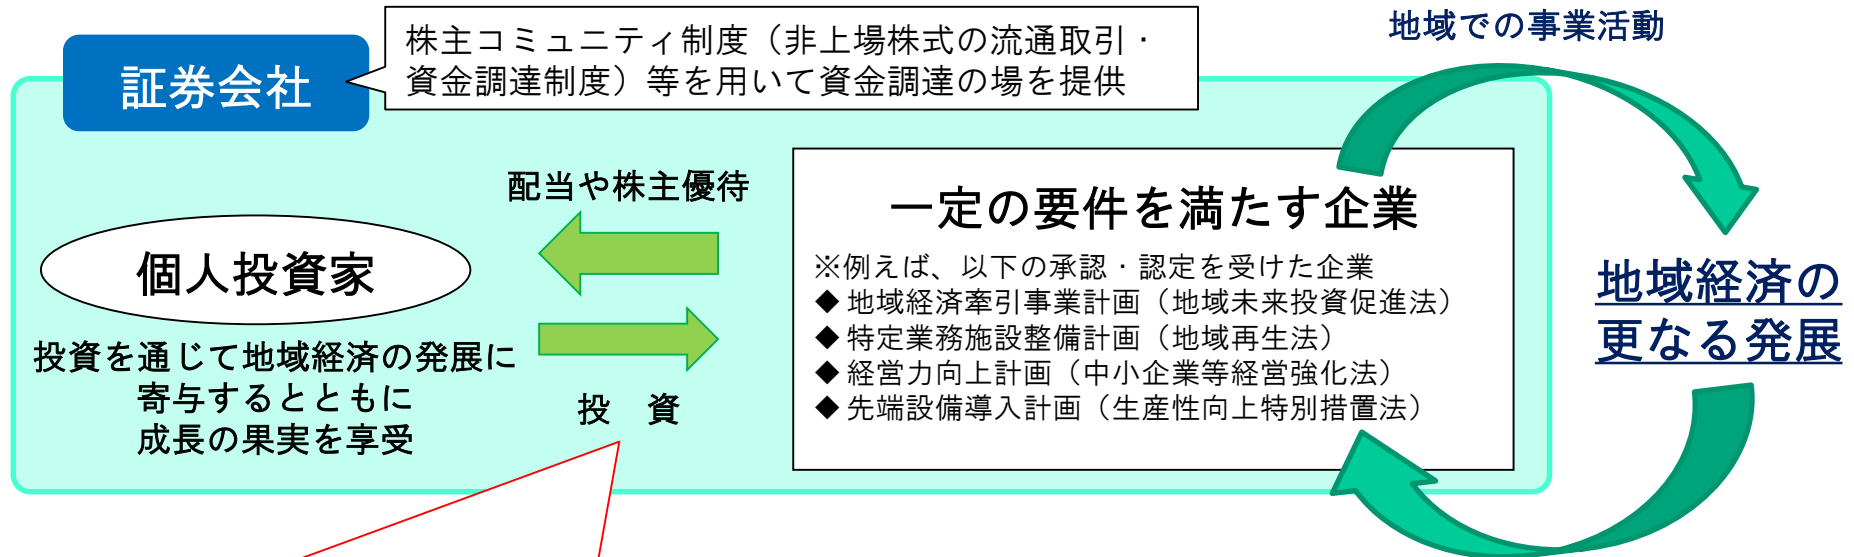 証券会社
株主コミュニティ制度（非上場株式の流通取引・
資金調達制度）等を用いて資金調達の場を提供
地域での事業活動
配当や株主優待
個人投資家
投資を通じて地域経済の発展に
寄与するとともに
成長の果実を享受
投　資
一定の要件を満たす企業
※例えば、以下の承認・認定を受けた企業
◆ 地域経済牽引事業計画（地域未来投資促進法）
◆ 特定業務施設整備計画（地域再生法）
◆ 経営力向上計画（中小企業等経営強化法）
◆ 先端設備導入計画（生産性向上特別措置法）
地域経済の
更なる発展